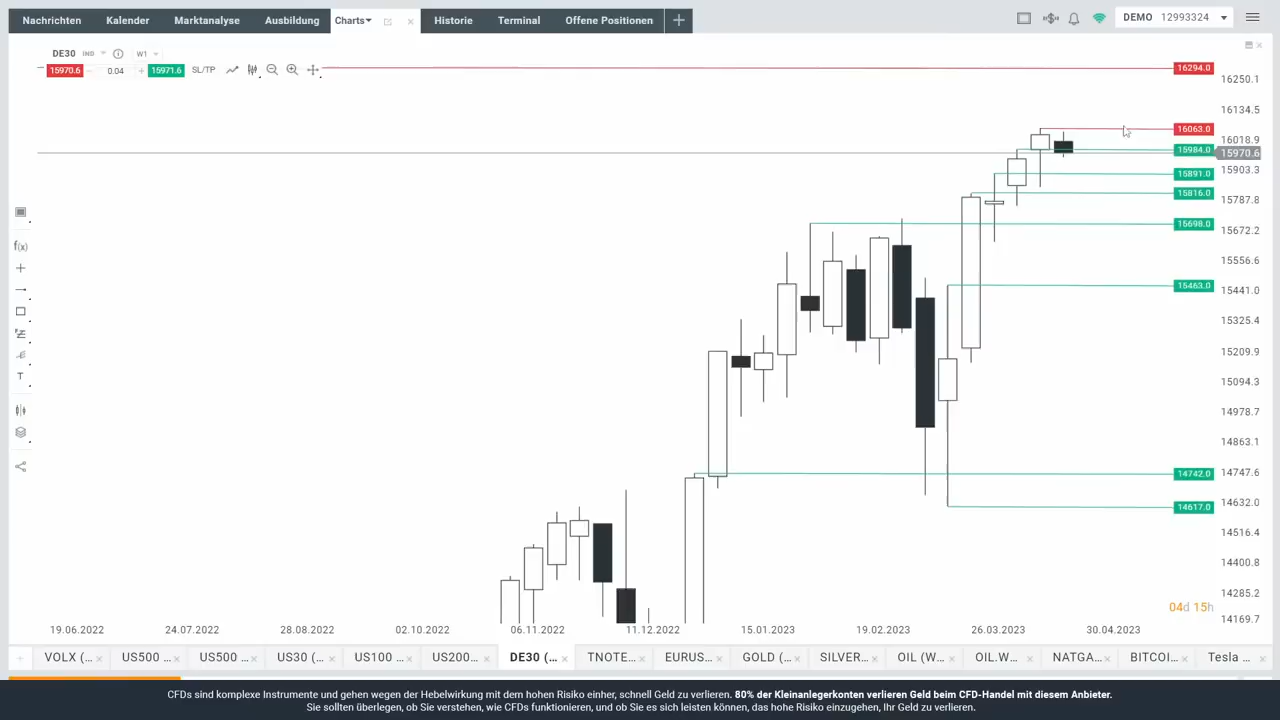 Nachrichten Kalender Marktanalyse Ausbildung Charts Historie Terminal Offene Positionen
DEMO 12993324
DE30 IND W1
15970.6 0.04 15971.6 SL/TP
16294.0
16250.1
16134.5
16063.0
16018.9
15984.0
15970.6
15903.3
15891.0
15816.0
15787.8
15698.0
15672.2
15556.6
15463.0
15441.0
15325.4
15209.9
15094.3
14978.7
14863.1
14742.0
14747.6
14617.0
14632.0
14516.4
14400.8
14285.2
14169.7
f(x)
T
04d 15h
19.06.2022 24.07.2022 28.08.2022 02.10.2022 06.11.2022 11.12.2022 15.01.2023 19.02.2023 26.03.2023 30.04.2023
VOLX (... US500 ... US500 ... US30 (... US100 ... US200... DE30 (... TNOTE... EURUS... GOLD (... SILVER... OIL (W... OIL.W... NATGA... BITCOI... Tesla ...
CFDs sind komplexe Instrumente und gehen wegen der Hebelwirkung mit dem hohen Risiko einher, schnell Geld zu verlieren. 80% der Kleinanlegerkonten verlieren Geld beim CFD-Handel mit diesem Anbieter.
Sie sollten überlegen, ob Sie verstehen, wie CFDs funktionieren, und ob Sie es sich leisten können, das hohe Risiko einzugehen, Ihr Geld zu verlieren.